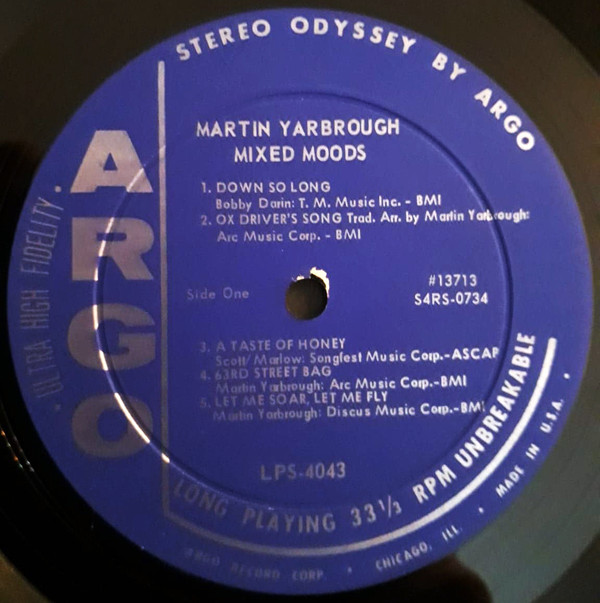 STEREO ODYSSEY BY ARGO
ARGO
· ULTRA HIGH FIDELITY ·
MARTIN YARBROUGH
MIXED MOODS
1. DOWN SO LONG
Bobby Darin: T. M. Music Inc. - BMI
2. OX DRIVER'S SONG Trad. Arr. by Martin Yarbrough:
Arc Music Corp. - BMI
Side One
#13713
S4RS-0734
3. A TASTE OF HONEY
Scott/Marlow: Songfest Music Corp.-ASCAP
4. 63RD STREET BAG
Martin Yarbrough: Arc Music Corp.-BMI
5. LET ME SOAR, LET ME FLY
Martin Yarbrough: Discus Music Corp.-BMI
LPS-4043
LONG PLAYING 33 1/3 RPM UNBREAKABLE
ARGO RECORD CORP. • CHICAGO, ILL. • MADE IN U.S.A. •